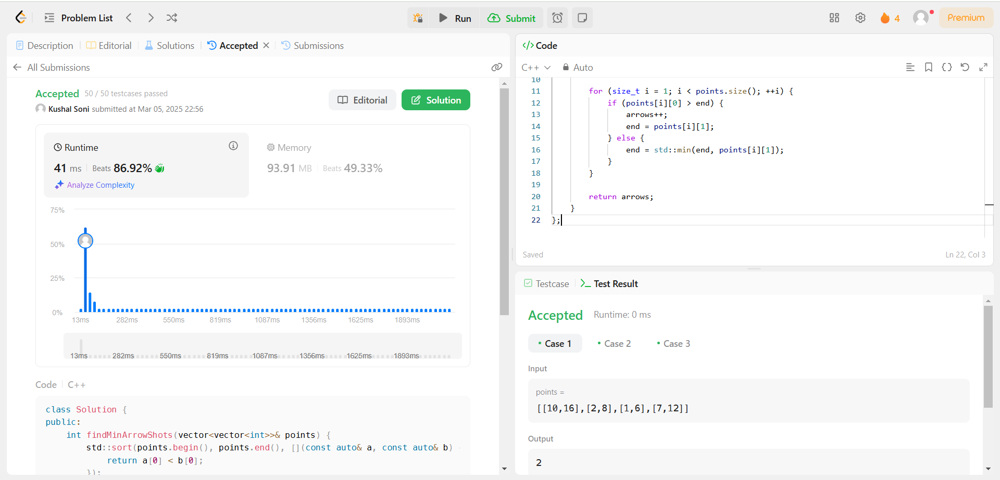 Problem List
Run
Submit
4
Premium
Description
Editorial
Solutions
Accepted
Submissions
All Submissions
Accepted 50 / 50 testcases passed
Kushal Soni submitted at Mar 05, 2025 22:56
Editorial
Solution
Runtime
41 ms Beats 86.92%
Analyze Complexity
Memory
93.91 MB Beats 49.33%
75%
50%
25%
0%
13ms 282ms 550ms 819ms 1087ms 1356ms 1625ms 1893ms
13ms 282ms 550ms 819ms 1087ms 1356ms 1625ms 1893ms
Code C++
class Solution {
public:
    int findMinArrowShots(vector<vector<int>>& points) {
        std::sort(points.begin(), points.end(), [](const auto& a, const auto& b)
            return a[0] < b[0];
        });
</> Code
C++ Auto
10
11 for (size_t i = 1; i < points.size(); ++i) {
12 if (points[i][0] > end) {
13 arrows++;
14 end = points[i][1];
15 } else {
16 end = std::min(end, points[i][1]);
17 }
18 }
19
20 return arrows;
21 }
22 };
Saved
Ln 22, Col 3
Testcase
Test Result
Accepted Runtime: 0 ms
Case 1
Case 2
Case 3
Input
points =
[[10,16],[2,8],[1,6],[7,12]]
Output
2